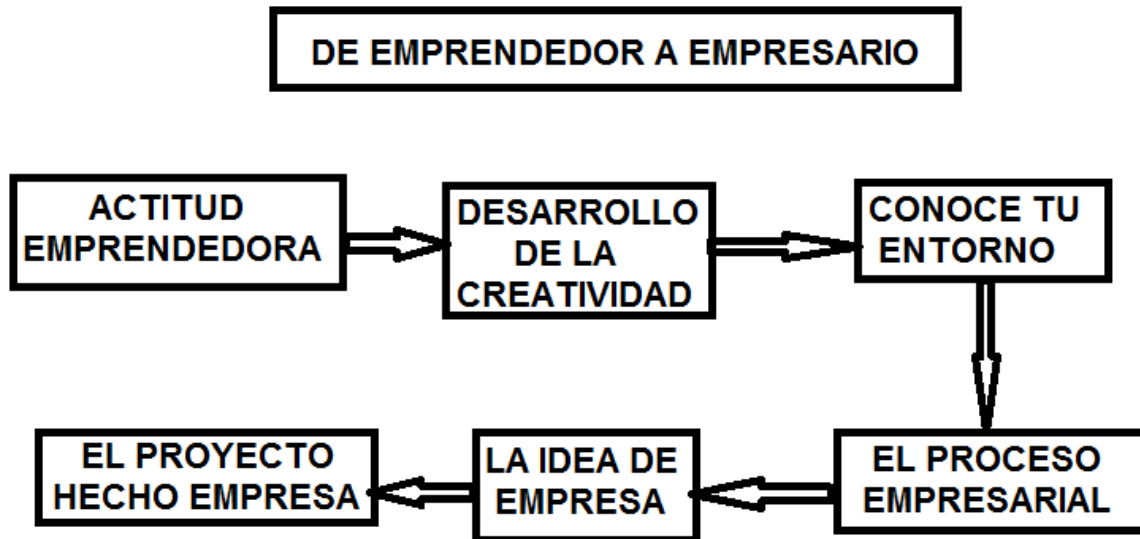 DE EMPRENDEDOR A EMPRESARIO
ACTITUD
EMPRENDEDORA
DESARROLLO
DE LA
CREATIVIDAD
CONOCE TU
ENTORNO
EL PROCESO
EMPRESARIAL
LA IDEA DE
EMPRESA
EL PROYECTO
HECHO EMPRESA